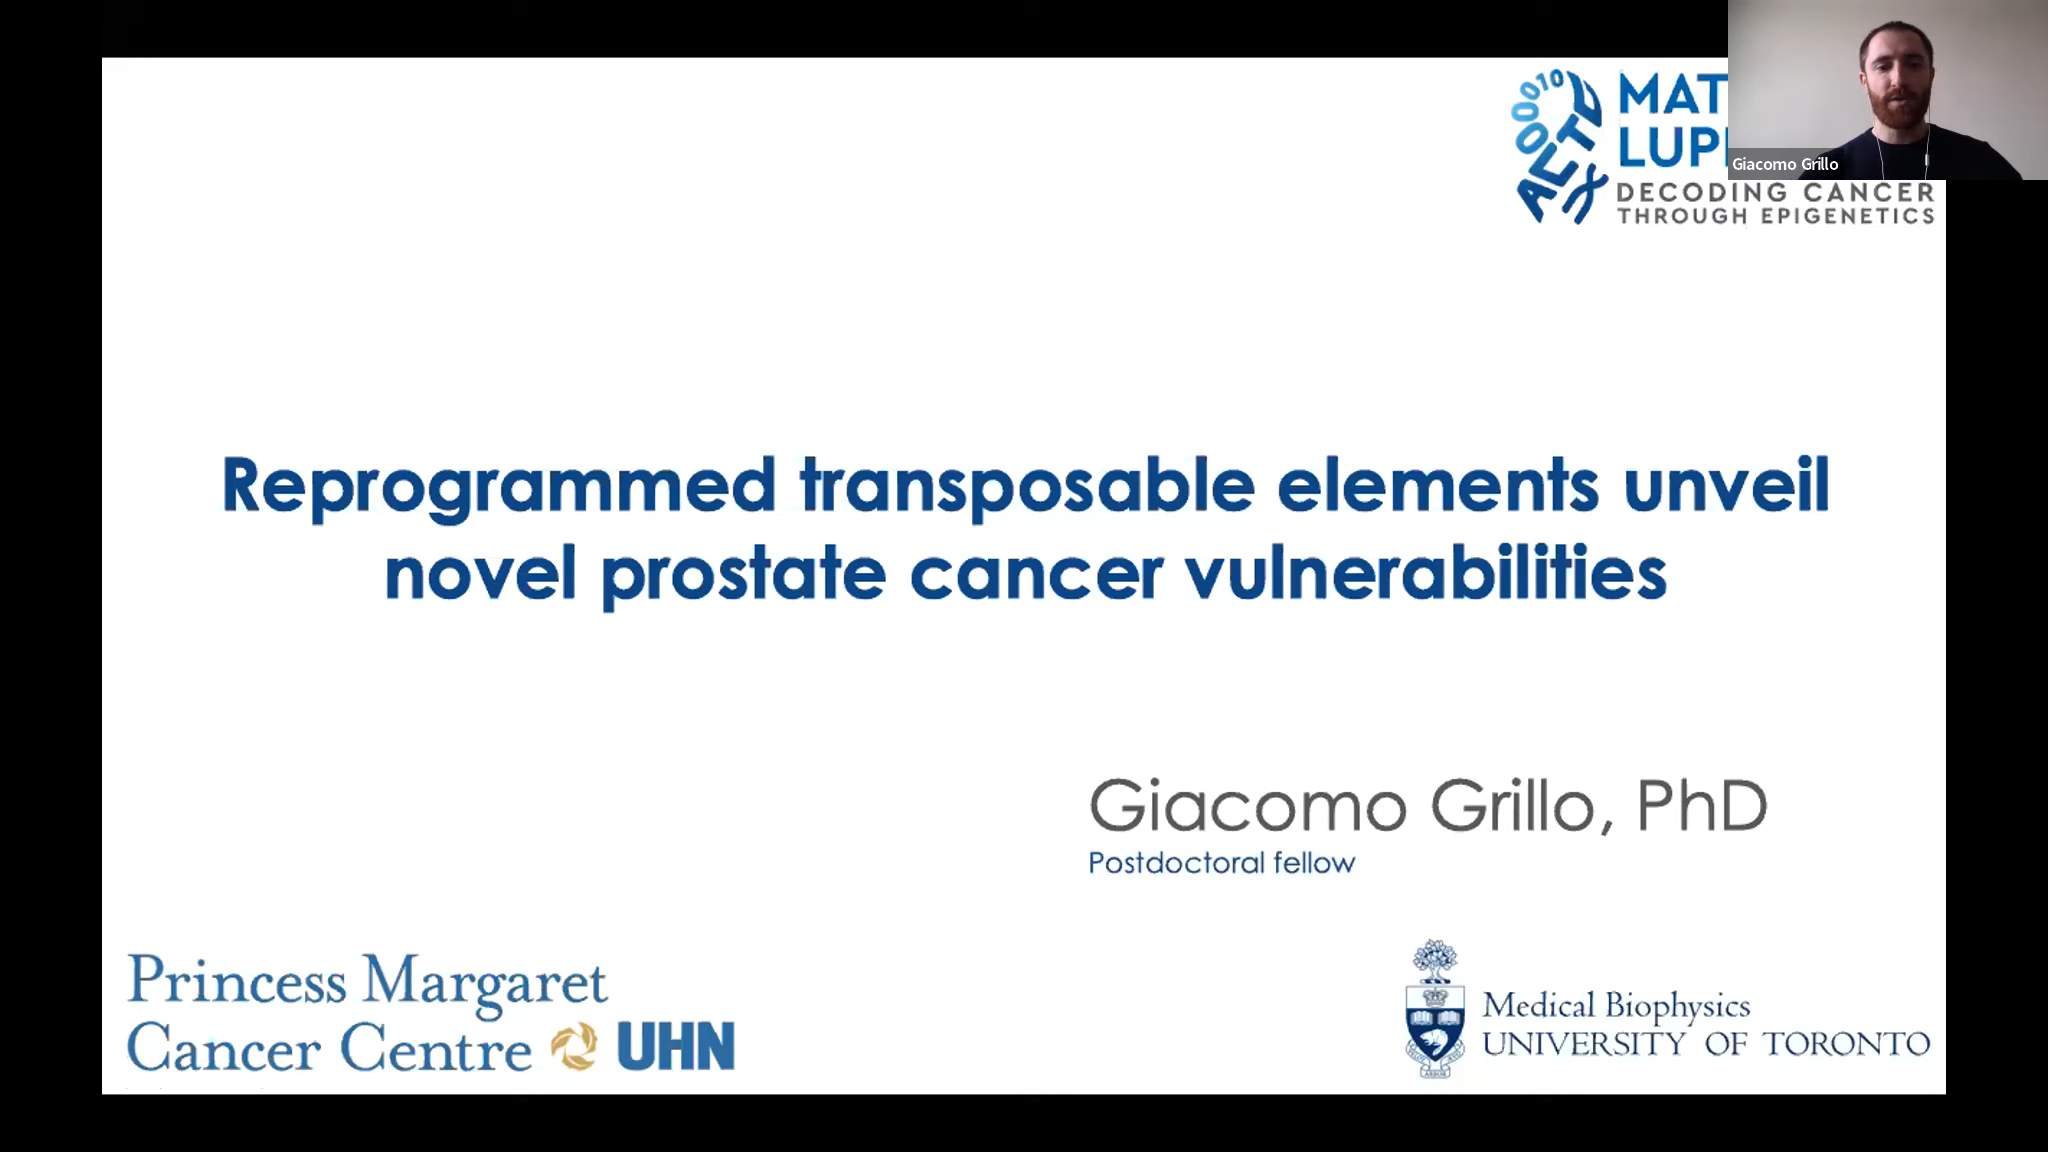 MAT
LUP
DECODING CANCER
THROUGH EPIGENETICS
Giacomo Grillo
Reprogrammed transposable elements unveil
novel prostate cancer vulnerabilities
Giacomo Grillo, PhD
Postdoctoral fellow
Princess Margaret
Cancer Centre UHN
Medical Biophysics
UNIVERSITY OF TORONTO